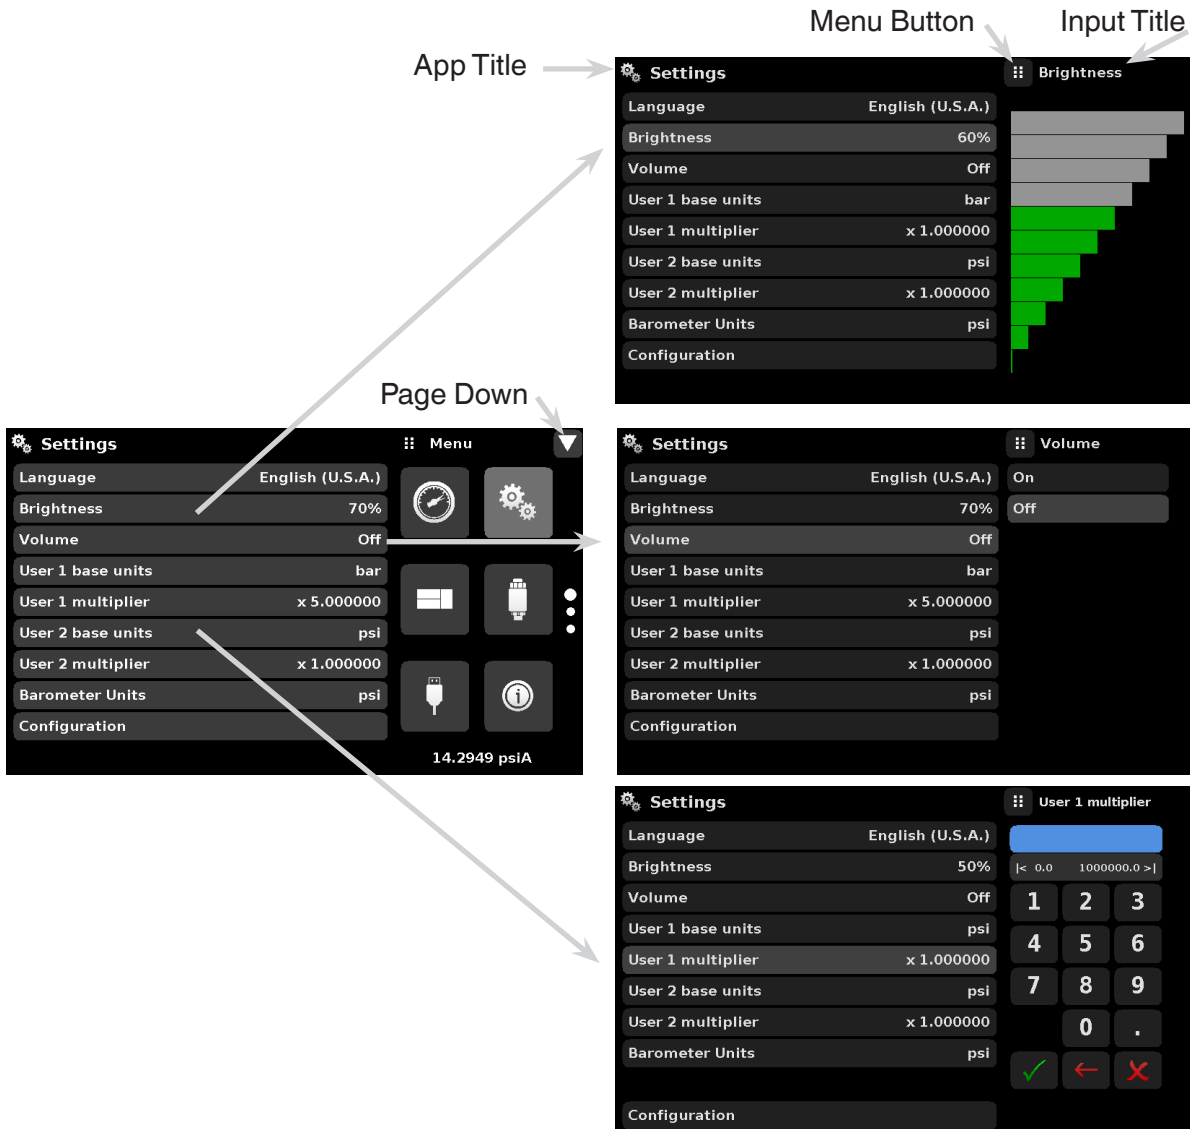 Menu Button
Input Title
App Title
Settings
Brightness
Language English (U.S.A.)
Brightness 60%
Volume Off
User 1 base units bar
User 1 multiplier x 1.000000
User 2 base units psi
User 2 multiplier x 1.000000
Barometer Units psi
Configuration
Page Down
Settings
Menu
Language English (U.S.A.)
Brightness 70%
Volume Off
User 1 base units bar
User 1 multiplier x 5.000000
User 2 base units psi
User 2 multiplier x 1.000000
Barometer Units psi
Configuration
14.2949 psiA
Settings
Volume
Language English (U.S.A.)
On
Brightness 70%
Off
Volume Off
User 1 base units bar
User 1 multiplier x 5.000000
User 2 base units psi
User 2 multiplier x 1.000000
Barometer Units psi
Configuration
Settings
User 1 multiplier
Language English (U.S.A.)
Brightness 50%
Volume Off
User 1 base units psi
User 1 multiplier x 1.000000
User 2 base units psi
User 2 multiplier x 1.000000
Barometer Units psi
Configuration
|< 0.0 1000000.0 >|
1 2 3
4 5 6
7 8 9
0 .